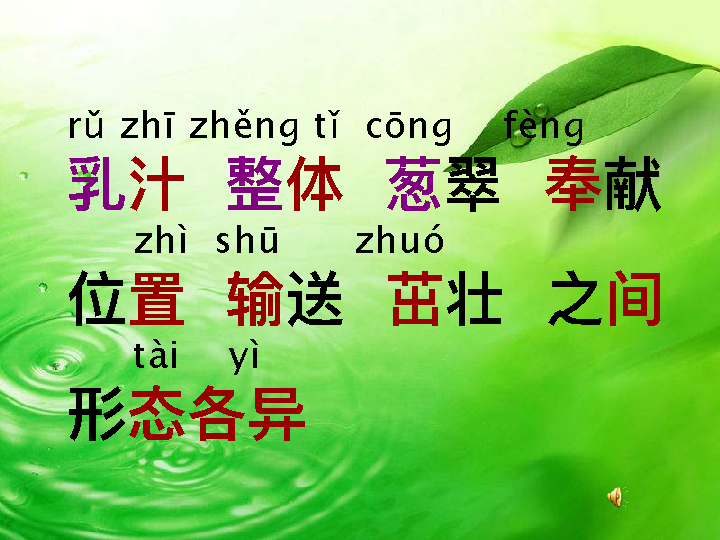 rǔ zhī zhěng tǐ cōng fèng
乳汁 整体 葱翠 奉献
zhì shū zhuó
位置 输送 茁壮 之间
tài yì
形态各异